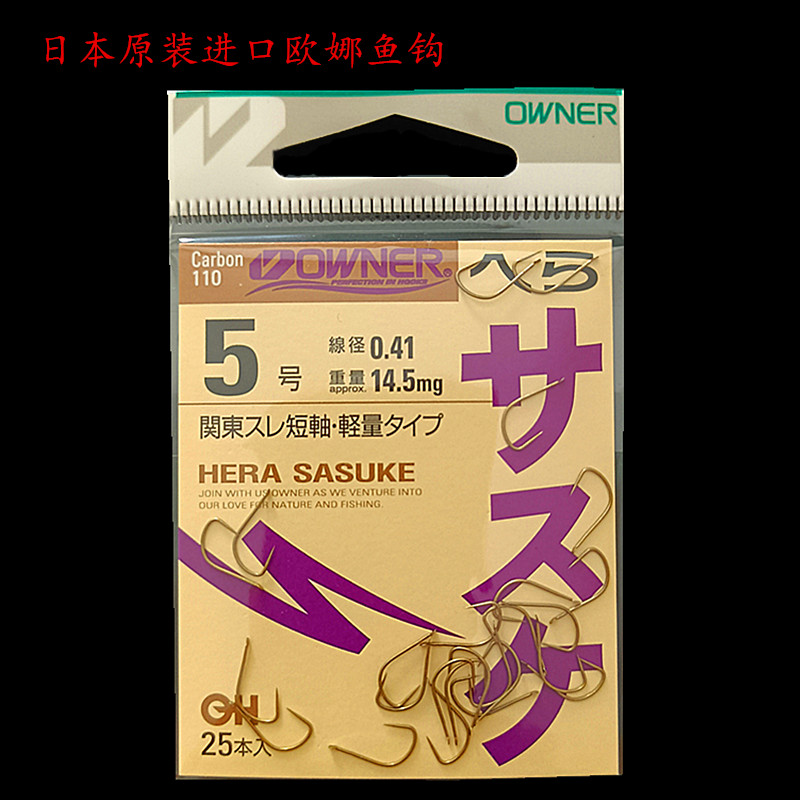 日本原装进口欧娜鱼钩
OWNER
Carbon
110
OWNER®
PERFECTION IN HOOKS
へら
サスケ
5号
線径 0.41
重量 approx. 14.5mg
関東スレ短軸・軽量タイプ
HERA SASUKE
JOIN WITH US OWNER AS WE VENTURE INTO
OUR LOVE FOR NATURE AND FISHING.
OH
25本入